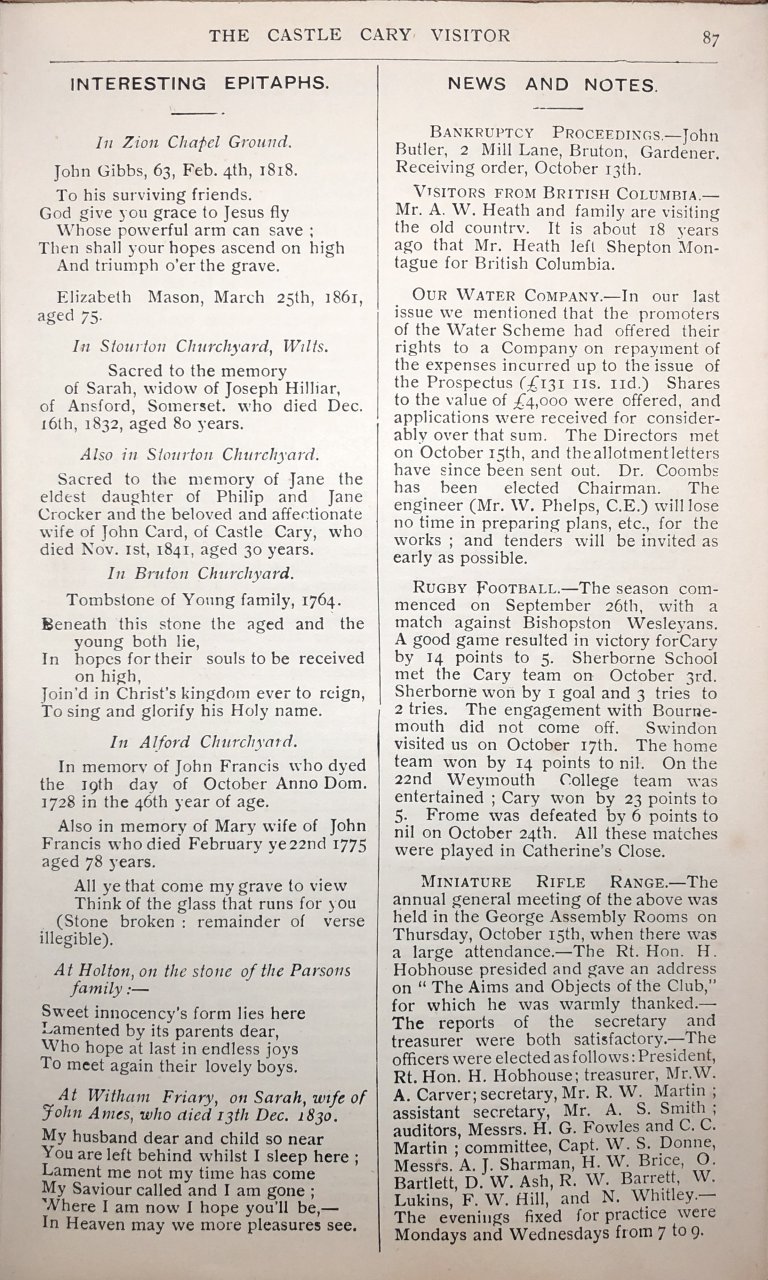 THE CASTLE CARY VISITOR 87
INTERESTING EPITAPHS.
In Zion Chapel Ground.
John Gibbs, 63, Feb. 4th, 1818.
To his surviving friends.
God give you grace to Jesus fly
Whose powerful arm can save ;
Then shall your hopes ascend on high
And triumph o'er the grave.
Elizabeth Mason, March 25th, 1861,
aged 75.
In Stourton Churchyard, Wilts.
Sacred to the memory
of Sarah, widow of Joseph Hilliar,
of Ansford, Somerset. who died Dec.
16th, 1832, aged 80 years.
Also in Stourton Churchyard.
Sacred to the memory of Jane the
eldest daughter of Philip and Jane
Crocker and the beloved and affectionate
wife of John Card, of Castle Cary, who
died Nov. 1st, 1841, aged 30 years.
In Bruton Churchyard.
Tombstone of Young family, 1764.
Beneath this stone the aged and the
young both lie,
In hopes for their souls to be received
on high,
Join'd in Christ's kingdom ever to reign,
To sing and glorify his Holy name.
In Alford Churchyard.
In memory of John Francis who dyed
the 19th day of October Anno Dom.
1728 in the 46th year of age.
Also in memory of Mary wife of John
Francis who died February ye 22nd 1775
aged 78 years.
All ye that come my grave to view
Think of the glass that runs for you
(Stone broken : remainder of verse
illegible).
At Holton, on the stone of the Parsons
family :—
Sweet innocency's form lies here
Lamented by its parents dear,
Who hope at last in endless joys
To meet again their lovely boys.
At Witham Friary, on Sarah, wife of
John Ames, who died 13th Dec. 1830.
My husband dear and child so near
You are left behind whilst I sleep here ;
Lament me not my time has come
My Saviour called and I am gone ;
Where I am now I hope you'll be,—
In Heaven may we more pleasures see.
NEWS AND NOTES.
BANKRUPTCY PROCEEDINGS.—John
Butler, 2 Mill Lane, Bruton, Gardener.
Receiving order, October 13th.
VISITORS FROM BRITISH COLUMBIA.—
Mr. A. W. Heath and family are visiting
the old country. It is about 18 years
ago that Mr. Heath left Shepton Mon-
tague for British Columbia.
OUR WATER COMPANY.—In our last
issue we mentioned that the promoters
of the Water Scheme had offered their
rights to a Company on repayment of
the expenses incurred up to the issue of
the Prospectus (£131 11s. 11d.) Shares
to the value of £4,000 were offered, and
applications were received for consider-
ably over that sum. The Directors met
on October 15th, and the allotment letters
have since been sent out. Dr. Coombs
has been elected Chairman. The
engineer (Mr. W. Phelps, C.E.) will lose
no time in preparing plans, etc., for the
works ; and tenders will be invited as
early as possible.
RUGBY FOOTBALL.—The season com-
menced on September 26th, with a
match against Bishopston Wesleyans.
A good game resulted in victory for Cary
by 14 points to 5. Sherborne School
met the Cary team on October 3rd.
Sherborne won by 1 goal and 3 tries to
2 tries. The engagement with Bourne-
mouth did not come off. Swindon
visited us on October 17th. The home
team won by 14 points to nil. On the
22nd Weymouth College team was
entertained ; Cary won by 23 points to
5. Frome was defeated by 6 points to
nil on October 24th. All these matches
were played in Catherine's Close.
MINIATURE RIFLE RANGE.—The
annual general meeting of the above was
held in the George Assembly Rooms on
Thursday, October 15th, when there was
a large attendance.—The Rt. Hon. H.
Hobhouse presided and gave an address
on " The Aims and Objects of the Club,"
for which he was warmly thanked.—
The reports of the secretary and
treasurer were both satisfactory.—The
officers were elected as follows: President,
Rt. Hon. H. Hobhouse; treasurer, Mr. W.
A. Carver; secretary, Mr. R. W. Martin ;
assistant secretary, Mr. A. S. Smith ;
auditors, Messrs. H. G. Fowles and C. C.
Martin ; committee, Capt. W. S. Donne,
Messrs. A. J. Sharman, H. W. Brice, O.
Bartlett, D. W. Ash, R. W. Barrett, W.
Lukins, F. W. Hill, and N. Whitley.—
The evenings fixed for practice were
Mondays and Wednesdays from 7 to 9.